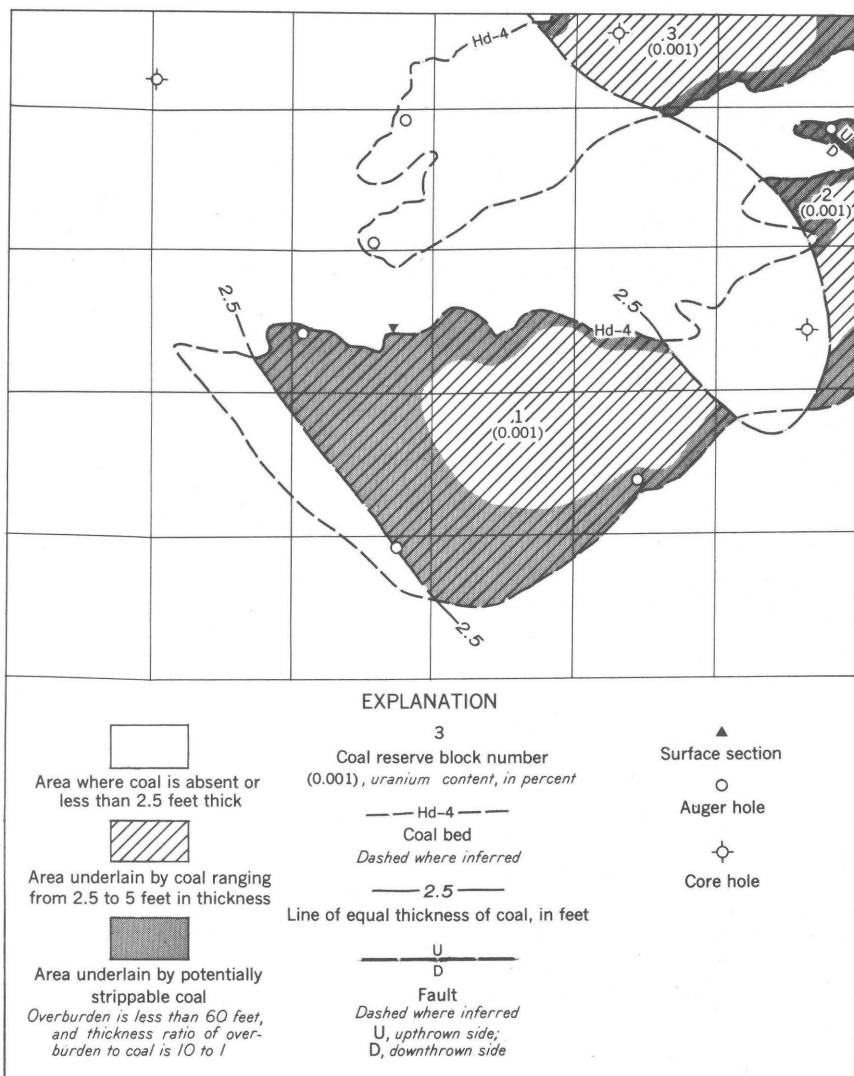 Hd-4
3
(0.001)
U
D
2
(0.001)
2.5
2.5
Hd-4
1
(0.001)
2.5
EXPLANATION
Area where coal is absent or
less than 2.5 feet thick
Area underlain by coal ranging
from 2.5 to 5 feet in thickness
Area underlain by potentially
strippable coal
Overburden is less than 60 feet,
and thickness ratio of over-
burden to coal is 10 to 1
3
Coal reserve block number
(0.001), uranium content, in percent
Hd-4
Coal bed
Dashed where inferred
2.5
Line of equal thickness of coal, in feet
U
D
Fault
Dashed where inferred
U, upthrown side;
D, downthrown side
Surface section
Auger hole
Core hole